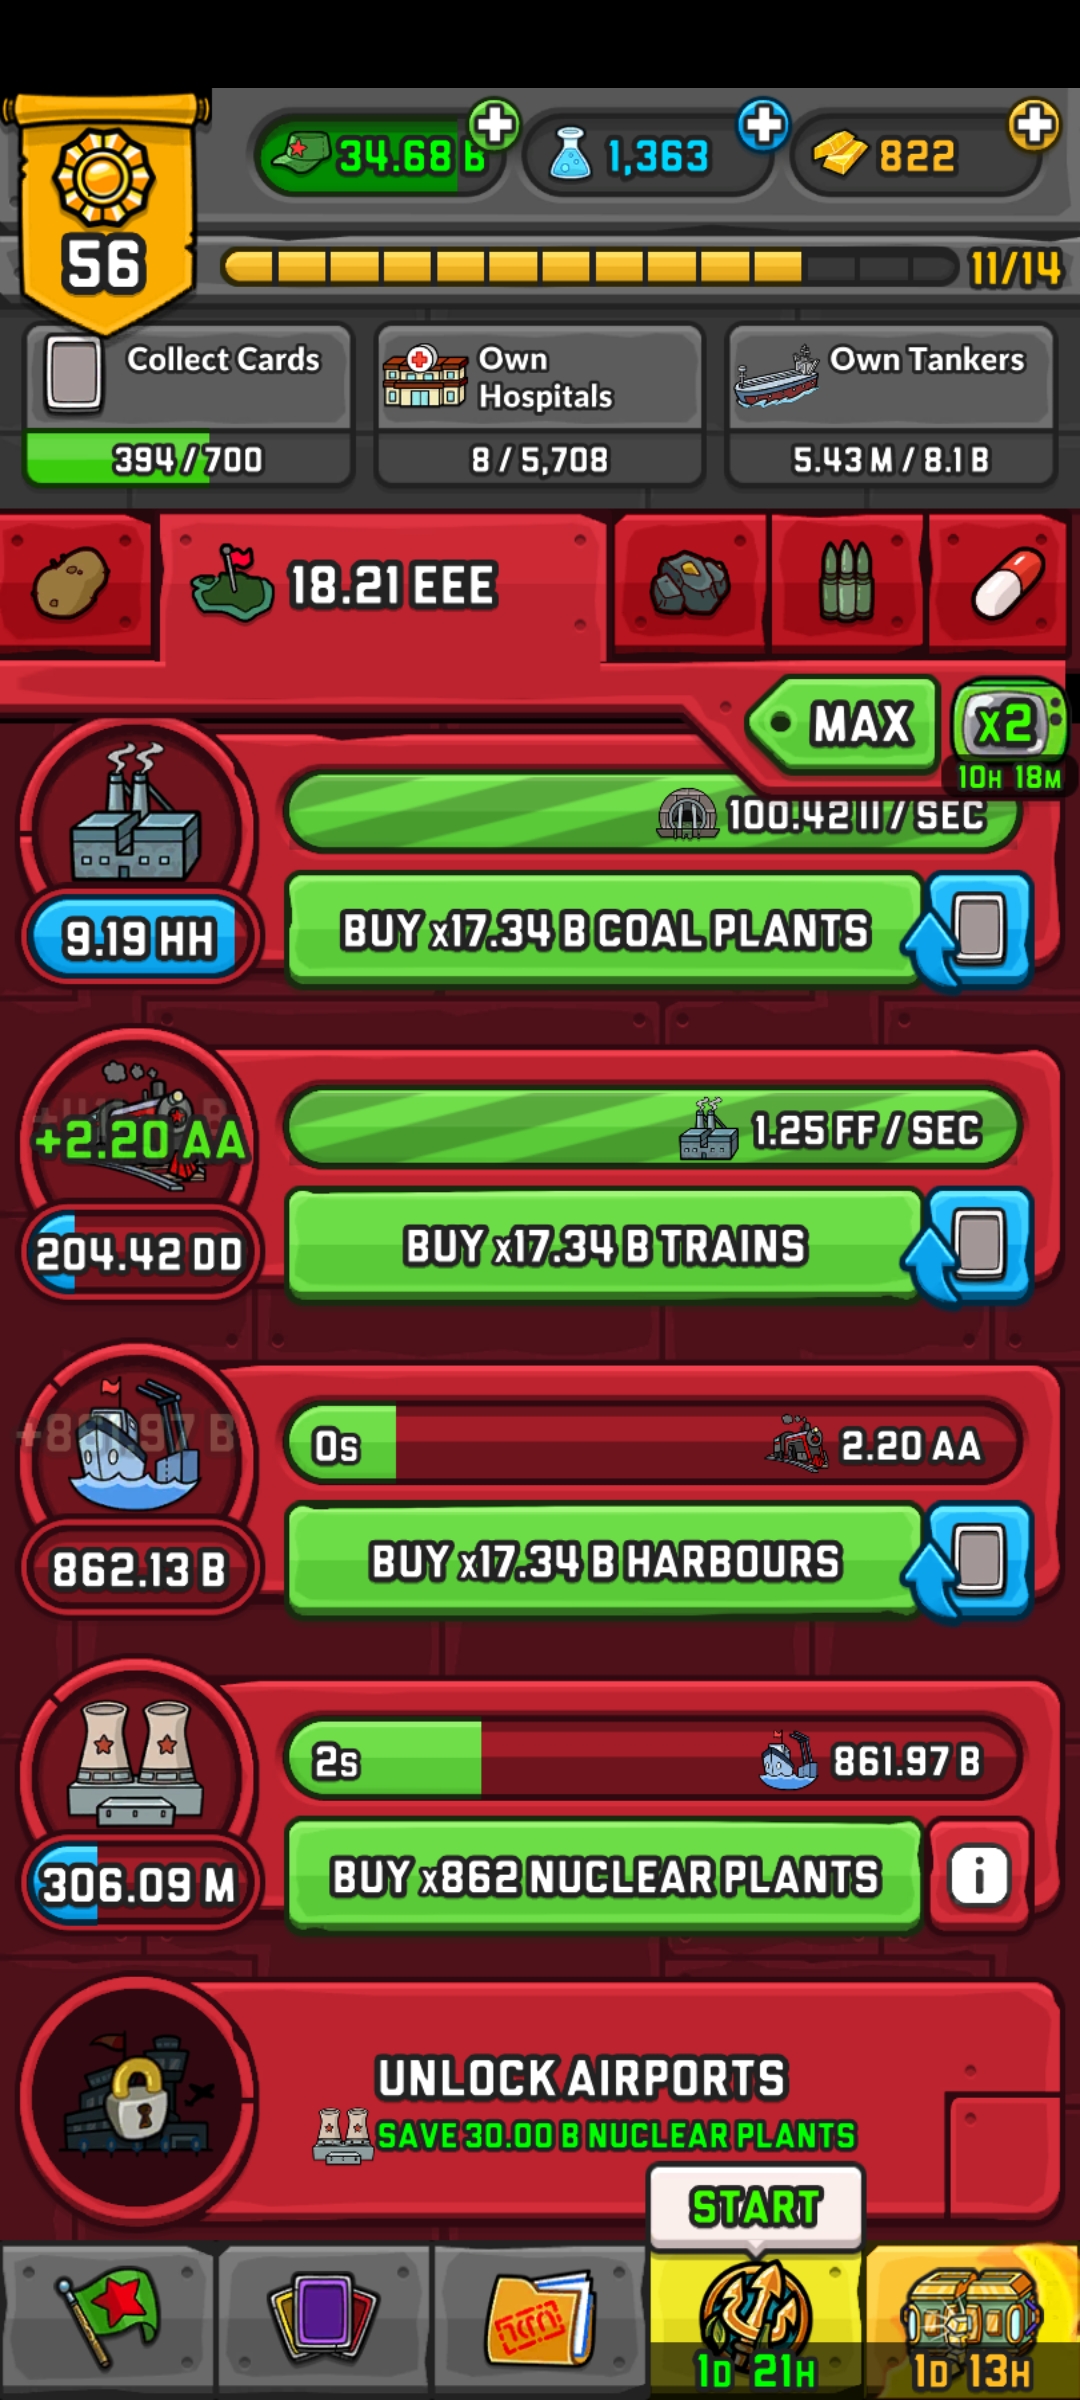 34.68 B
1,363
822
56
11/14
Collect Cards
Own
Hospitals
Own Tankers
394/700
8/5,708
5.43 M/8.1 B
18.21 EEE
MAX
x2
10H 18M
100.42 II/SEC
9.19 HH
BUY x17.34 B COAL PLANTS
+2.20 AA
1.25 FF/SEC
204.42 DD
BUY x17.34 B TRAINS
0s
2.20 AA
862.13 B
BUY x17.34 B HARBOURS
2s
861.97 B
306.09 M
BUY x862 NUCLEAR PLANTS
i
UNLOCK AIRPORTS
SAVE 30.00 B NUCLEAR PLANTS
START
1D 21H
1D 13H